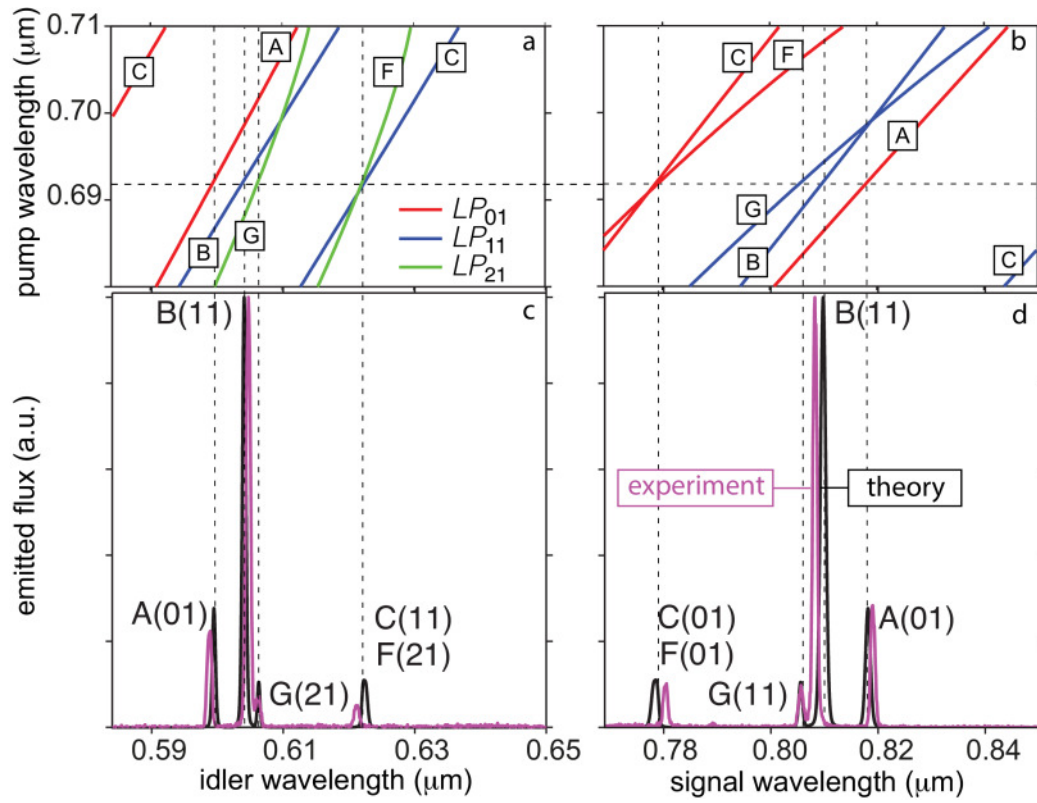 pump wavelength (μm)
0.71
0.70
0.69
a
C
A
F
C
B
G
LP01
LP11
LP21
b
C
F
A
G
B
C
emitted flux (a.u.)
c
B(11)
A(01)
G(21)
C(11)
F(21)
0.59
0.61
0.63
0.65
idler wavelength (μm)
d
B(11)
experiment
theory
C(01)
F(01)
G(11)
A(01)
0.78
0.80
0.82
0.84
signal wavelength (μm)